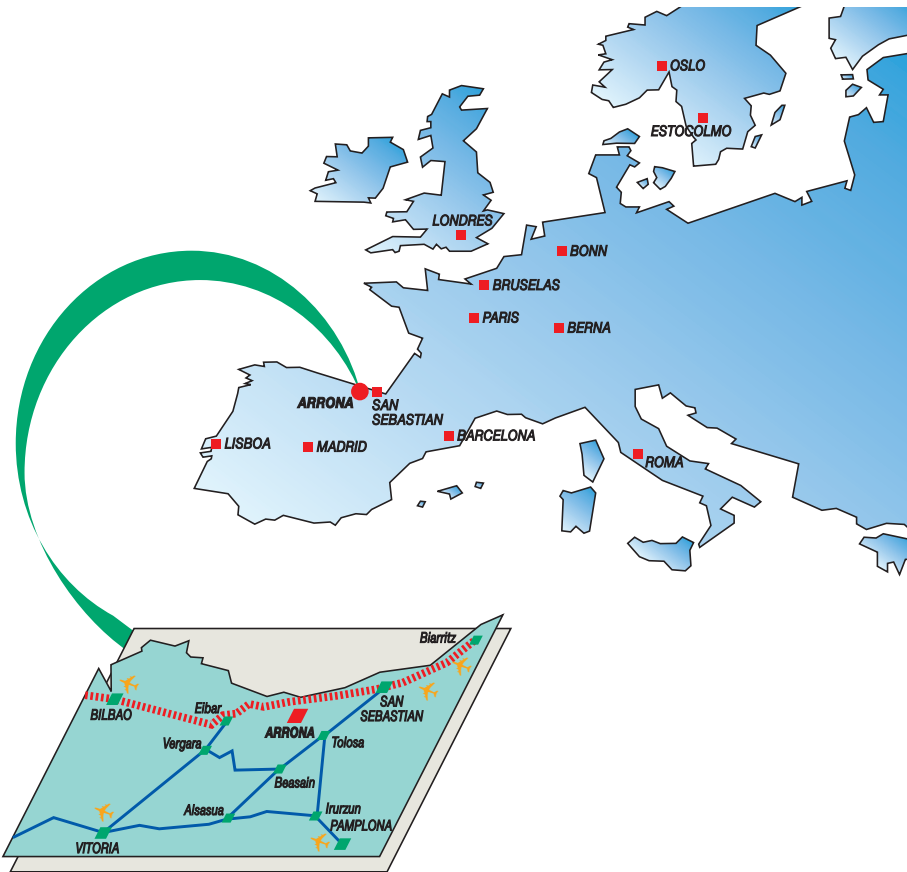 OSLO
ESTOCOLMO
LONDRES
BONN
BRUSELAS
PARIS
BERNA
ARRONA
SAN
SEBASTIAN
LISBOA
MADRID
BARCELONA
ROMA
Biarritz
BILBAO
Eibar
SAN
SEBASTIAN
ARRONA
Vergara
Tolosa
Beasain
Alsasua
Irurzun
PAMPLONA
VITORIA